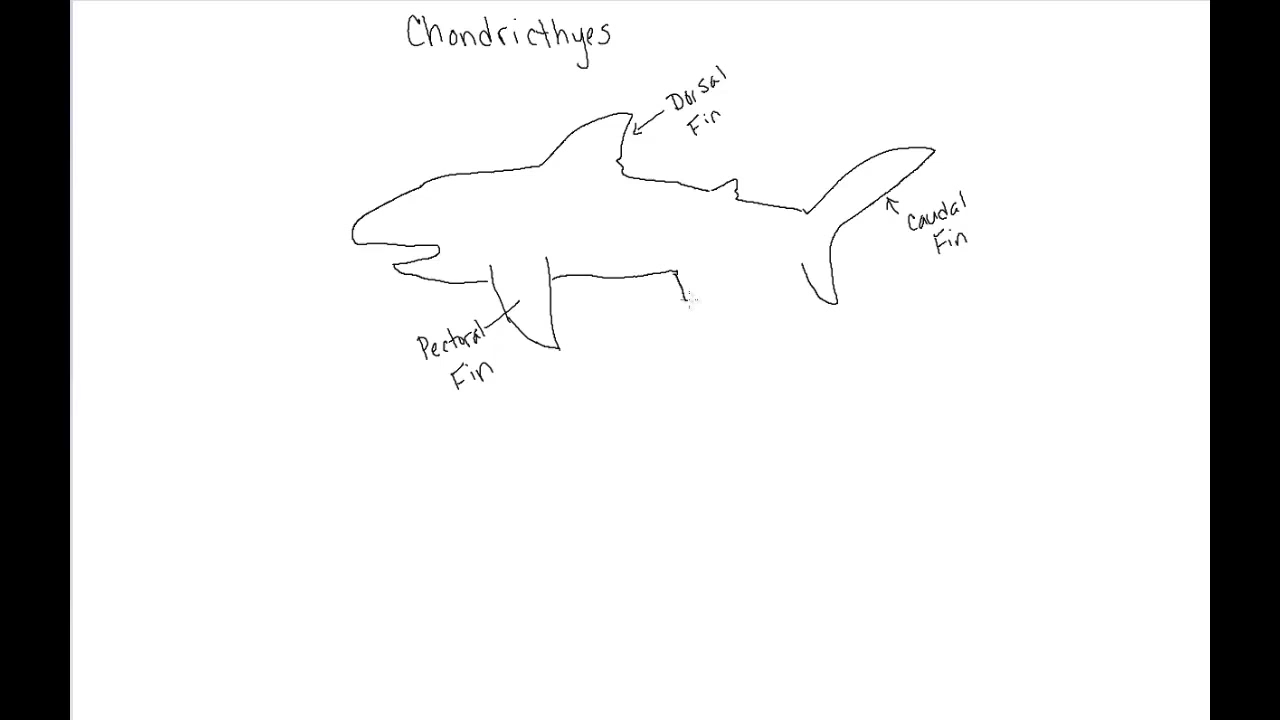 Chondricthyes
Dorsal
Fin
Caudal
Fin
Pectoral
Fin